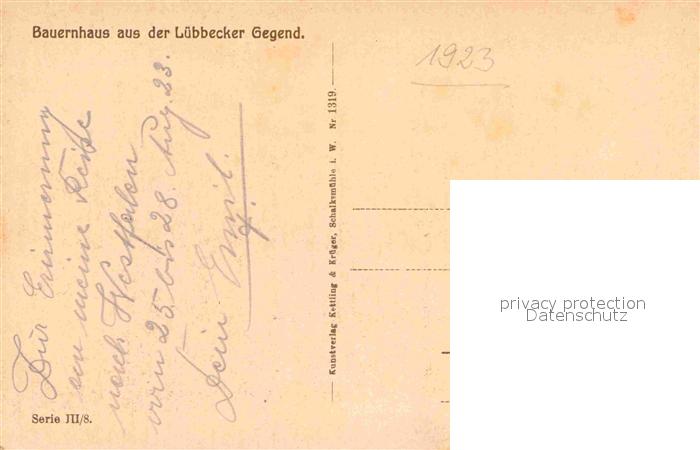 Bauernhaus aus der Lübbecker Gegend.
1923
Zur Erinnerung
an meine Reise
nach Westfalen
vom 25. bis 28. Aug. 23.
Dein Emil.
Kunstverlag Kettling & Krüger, Schalksmühle i. W. Nr 1319.
Serie III/8.
privacy protection
Datenschutz